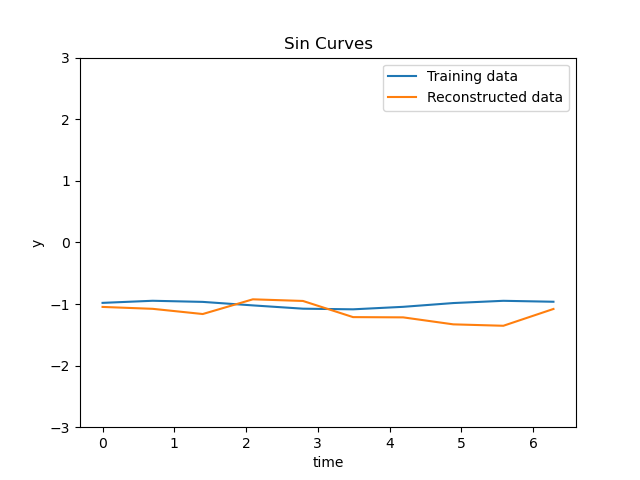 Sin Curves
Training data
Reconstructed data
3
2
1
0
−1
−2
−3
y
0 1 2 3 4 5 6
time